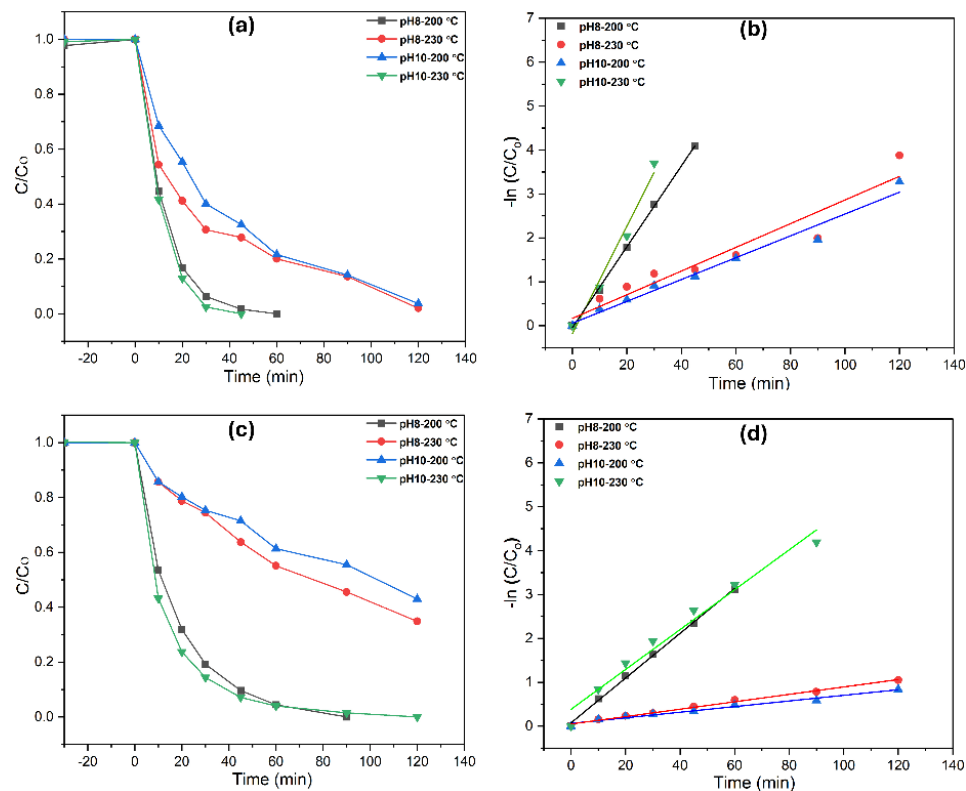 (a)
pH8-200 °C
pH8-230 °C
pH10-200 °C
pH10-230 °C
1.0
0.8
0.6
0.4
0.2
0.0
C/Co
-20 0 20 40 60 80 100 120 140
Time (min)
(b)
pH8-200 °C
pH8-230 °C
pH10-200 °C
pH10-230 °C
7
6
5
4
3
2
1
0
-ln (C/Co)
0 20 40 60 80 100 120 140
Time (min)
(c)
pH8-200 °C
pH8-230 °C
pH10-200 °C
pH10-230 °C
1.0
0.8
0.6
0.4
0.2
0.0
C/Co
-20 0 20 40 60 80 100 120 140
Time (min)
(d)
pH8-200 °C
pH8-230 °C
pH10-200 °C
pH10-230 °C
7
6
5
4
3
2
1
0
-ln (C/Co)
0 20 40 60 80 100 120 140
Time (min)